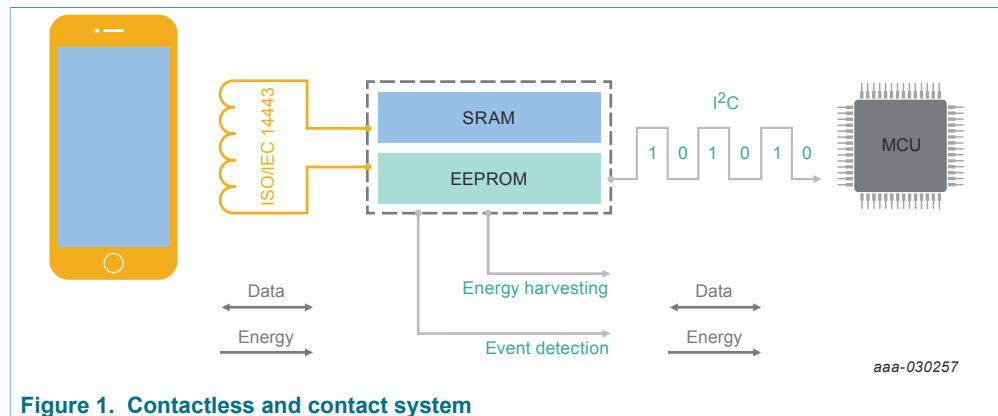 ISO/IEC 14443
SRAM
EEPROM
I²C
1 0 1 0 1 0
MCU
Energy harvesting
Event detection
Data
Energy
Data
Energy
aaa-030257
Figure 1. Contactless and contact system